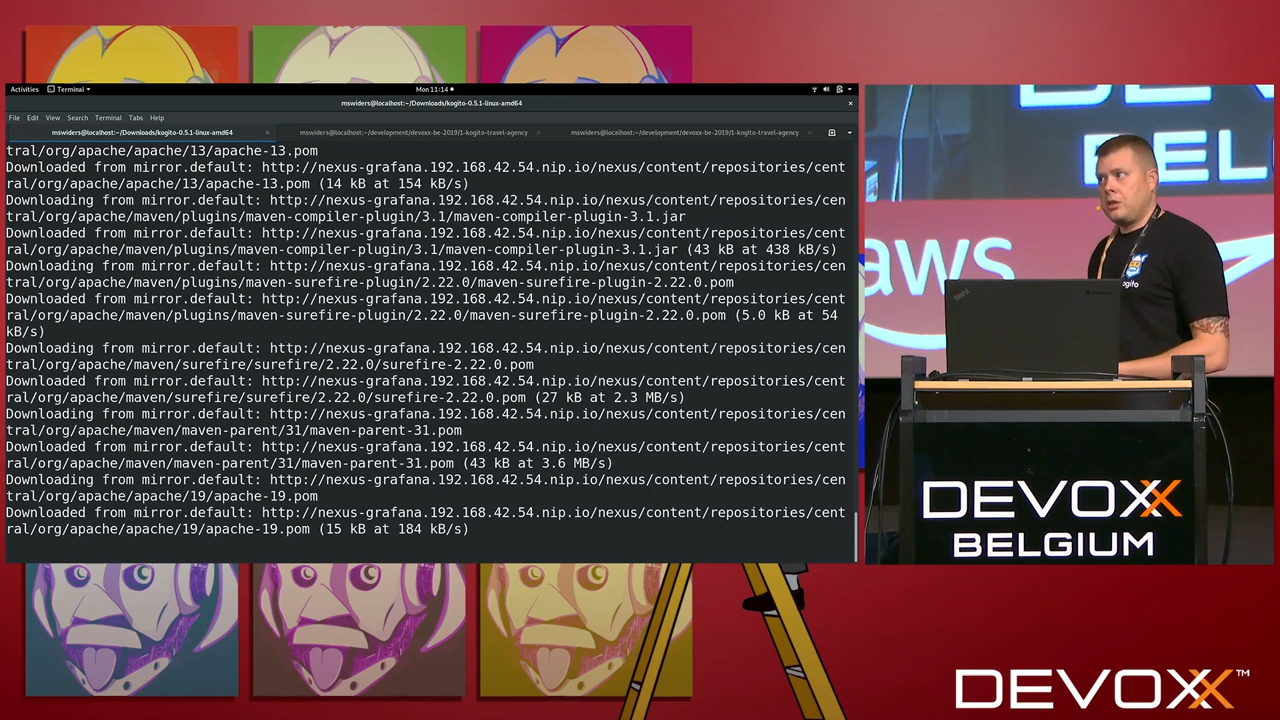 Activities
Terminal
Mon 11:14
mswiders@localhost:~/Downloads/kogito-0.5.1-linux-amd64
File Edit View Search Terminal Tabs Help
mswiders@localhost:~/Downloads/kogito-0.5.1-linux-amd64
mswiders@localhost:~/development/devoxx-be-2019/1-kogito-travel-agency
mswiders@localhost:~/development/devoxx-be-2019/1-kogito-travel-agency
tral/org/apache/apache/13/apache-13.pom
Downloaded from mirror.default: http://nexus-grafana.192.168.42.54.nip.io/nexus/content/repositories/cen
tral/org/apache/apache/13/apache-13.pom (14 kB at 154 kB/s)
Downloading from mirror.default: http://nexus-grafana.192.168.42.54.nip.io/nexus/content/repositories/cen
tral/org/apache/maven/plugins/maven-compiler-plugin/3.1/maven-compiler-plugin-3.1.jar
Downloaded from mirror.default: http://nexus-grafana.192.168.42.54.nip.io/nexus/content/repositories/cent
ral/org/apache/maven/plugins/maven-compiler-plugin/3.1/maven-compiler-plugin-3.1.jar (43 kB at 438 kB/s)
Downloading from mirror.default: http://nexus-grafana.192.168.42.54.nip.io/nexus/content/repositories/cen
tral/org/apache/maven/plugins/maven-surefire-plugin/2.22.0/maven-surefire-plugin-2.22.0.pom
Downloaded from mirror.default: http://nexus-grafana.192.168.42.54.nip.io/nexus/content/repositories/cent
ral/org/apache/maven/plugins/maven-surefire-plugin/2.22.0/maven-surefire-plugin-2.22.0.pom (5.0 kB at 54
kB/s)
Downloading from mirror.default: http://nexus-grafana.192.168.42.54.nip.io/nexus/content/repositories/cen
tral/org/apache/maven/surefire/surefire/2.22.0/surefire-2.22.0.pom
Downloaded from mirror.default: http://nexus-grafana.192.168.42.54.nip.io/nexus/content/repositories/cent
ral/org/apache/maven/surefire/surefire/2.22.0/surefire-2.22.0.pom (27 kB at 2.3 MB/s)
Downloading from mirror.default: http://nexus-grafana.192.168.42.54.nip.io/nexus/content/repositories/cen
tral/org/apache/maven/maven-parent/31/maven-parent-31.pom
Downloaded from mirror.default: http://nexus-grafana.192.168.42.54.nip.io/nexus/content/repositories/cent
ral/org/apache/maven/maven-parent/31/maven-parent-31.pom (43 kB at 3.6 MB/s)
Downloading from mirror.default: http://nexus-grafana.192.168.42.54.nip.io/nexus/content/repositories/cen
tral/org/apache/apache/19/apache-19.pom
Downloaded from mirror.default: http://nexus-grafana.192.168.42.54.nip.io/nexus/content/repositories/cent
ral/org/apache/apache/19/apache-19.pom (15 kB at 184 kB/s)
DEV
BEL
aws
ogito
ThinkPad
DEVOXX
BELGIUM
DEVOXX™